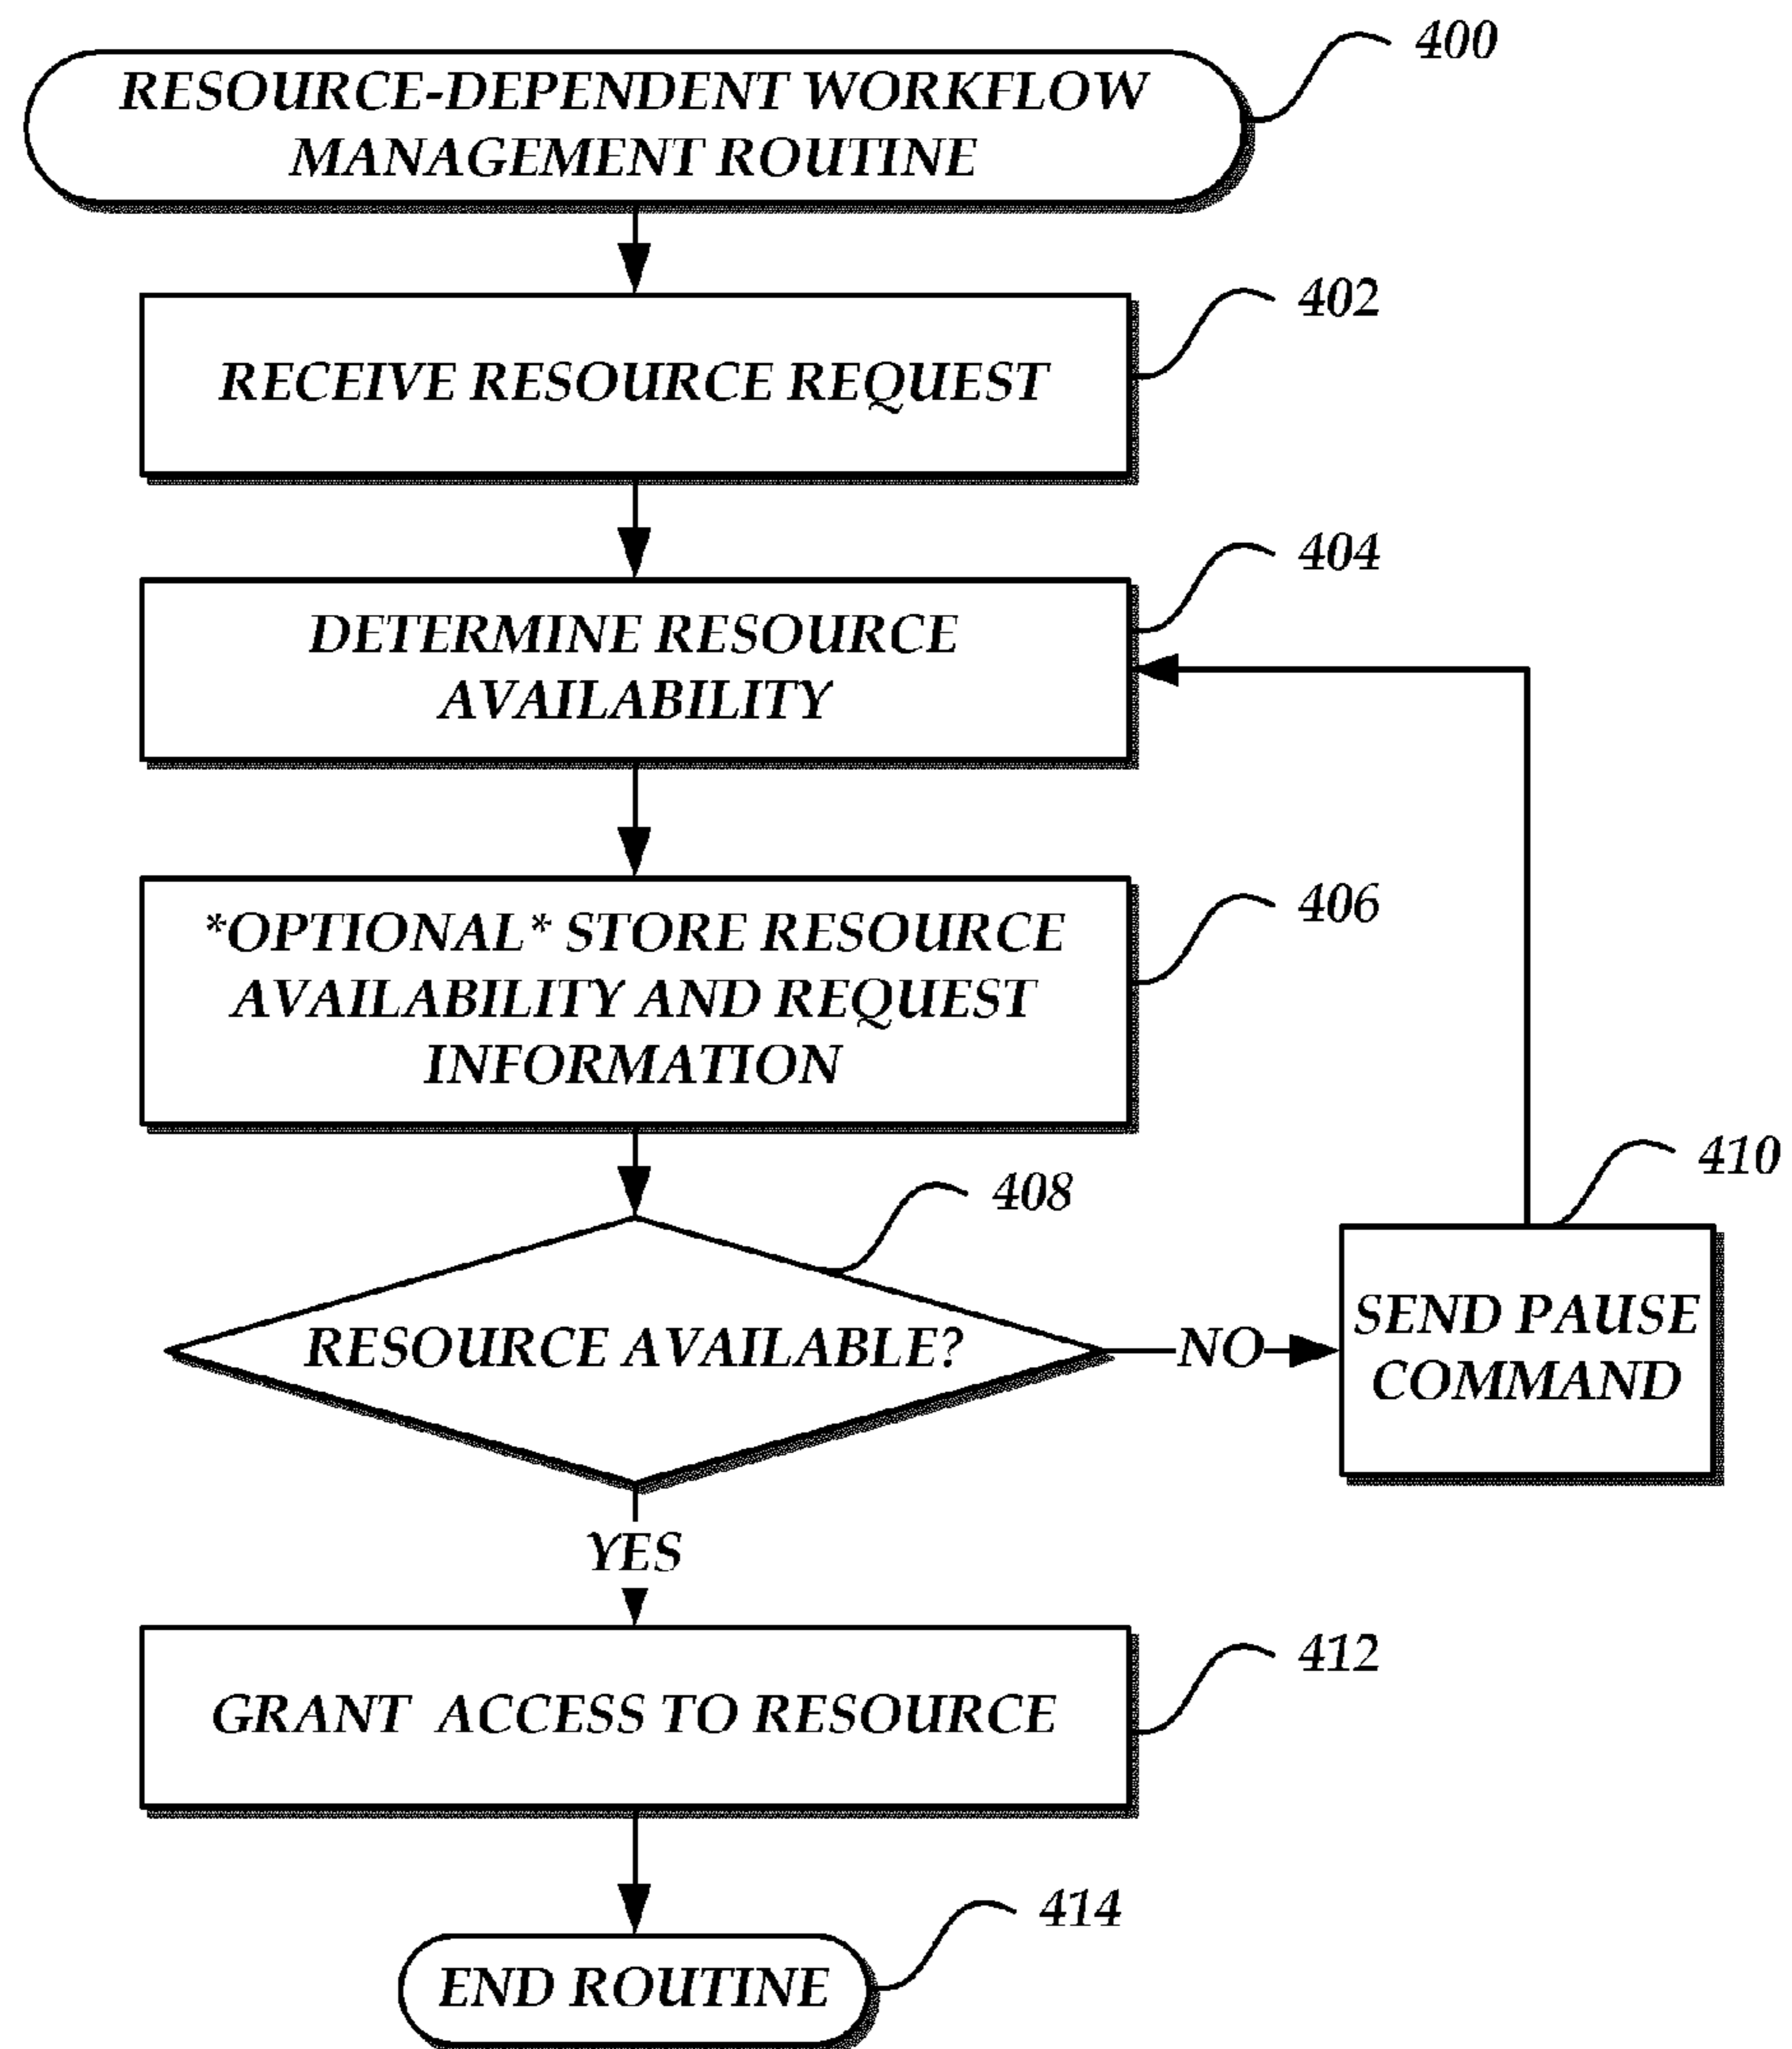 400
RESOURCE-DEPENDENT WORKFLOW
MANAGEMENT ROUTINE
402
RECEIVE RESOURCE REQUEST
404
DETERMINE RESOURCE
AVAILABILITY
406
*OPTIONAL* STORE RESOURCE
AVAILABILITY AND REQUEST
INFORMATION
408
RESOURCE AVAILABLE?
NO
410
SEND PAUSE
COMMAND
YES
412
GRANT ACCESS TO RESOURCE
414
END ROUTINE